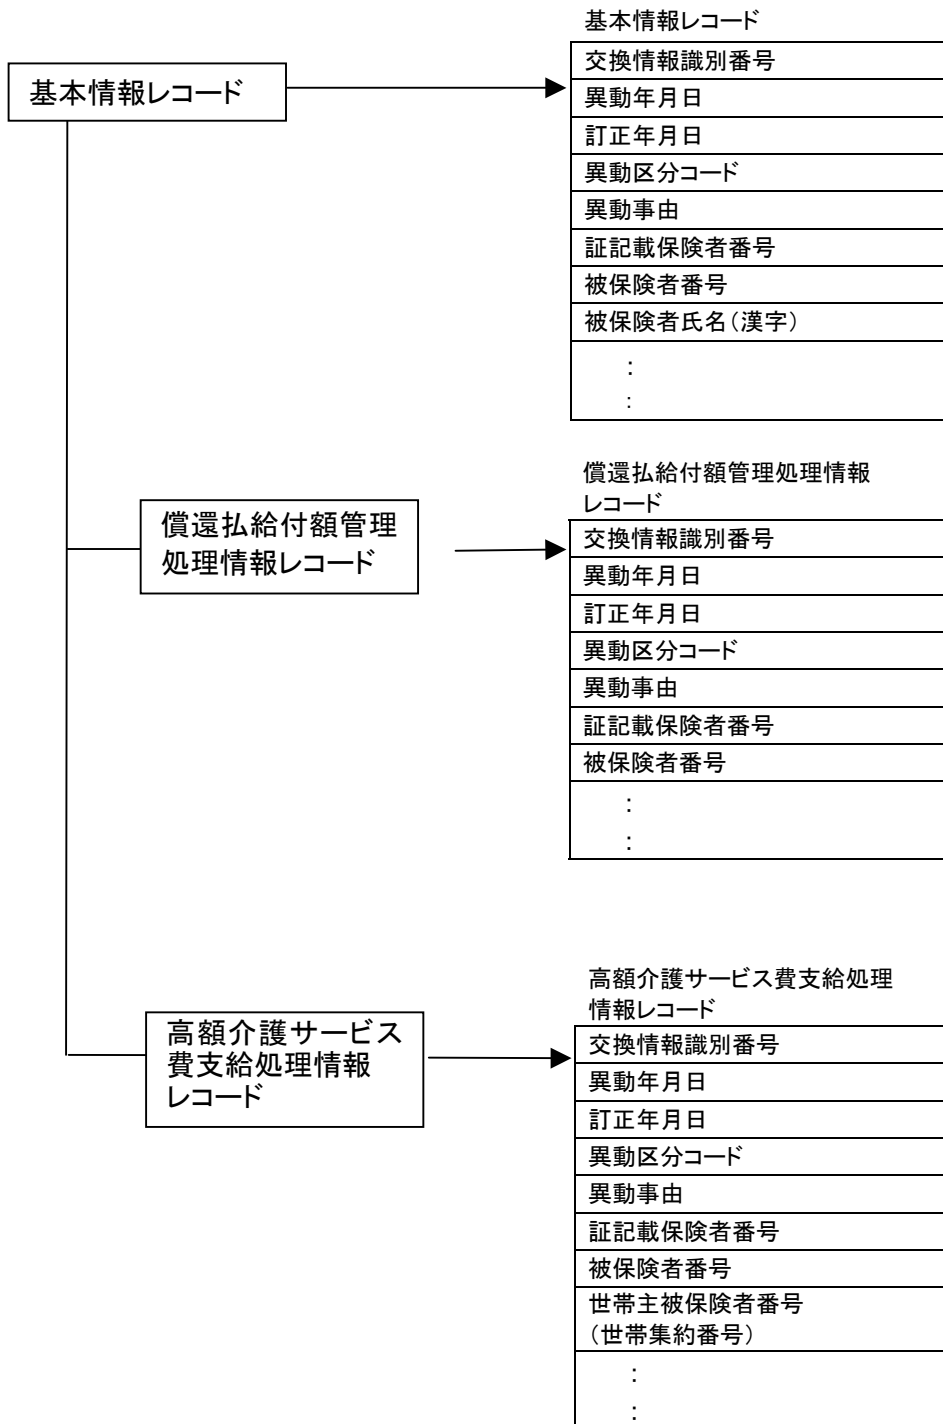 基本情報レコード
基本情報レコード
交換情報識別番号
異動年月日
訂正年月日
異動区分コード
異動事由
証記載保険者番号
被保険者番号
被保険者氏名(漢字)
:
:
償還払給付額管理
処理情報レコード
償還払給付額管理処理情報
レコード
交換情報識別番号
異動年月日
訂正年月日
異動区分コード
異動事由
証記載保険者番号
被保険者番号
:
:
高額介護サービス
費支給処理情報
レコード
高額介護サービス費支給処理
情報レコード
交換情報識別番号
異動年月日
訂正年月日
異動区分コード
異動事由
証記載保険者番号
被保険者番号
世帯主被保険者番号
(世帯集約番号)
:
: